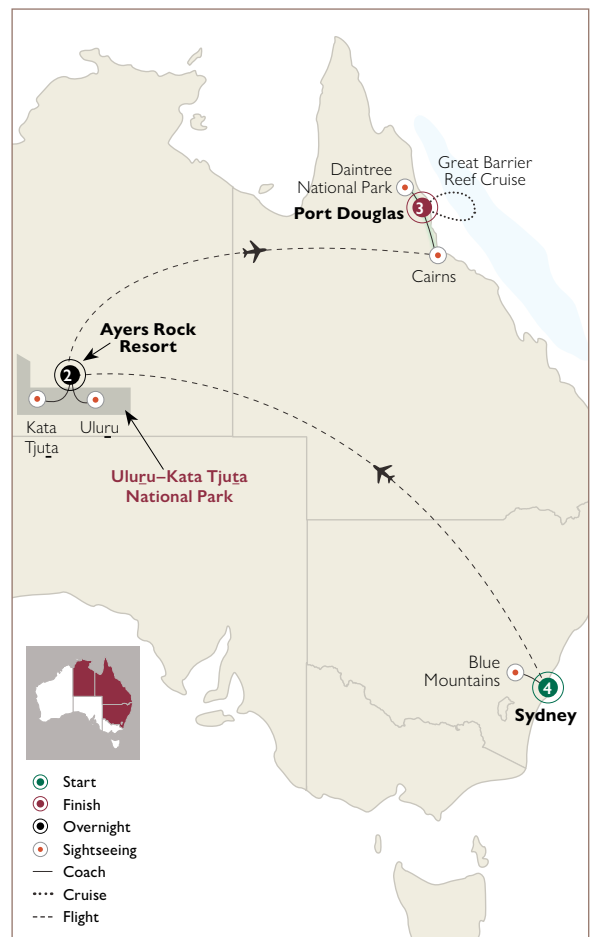 Daintree
National Park
Great Barrier
Reef Cruise
Port Douglas
3
Cairns
Ayers Rock
Resort
2
Kata
Tjuṯa
Uluṟu
Uluṟu–Kata Tjuṯa
National Park
Blue
Mountains
4
Sydney
Start
Finish
Overnight
Sightseeing
Coach
Cruise
Flight